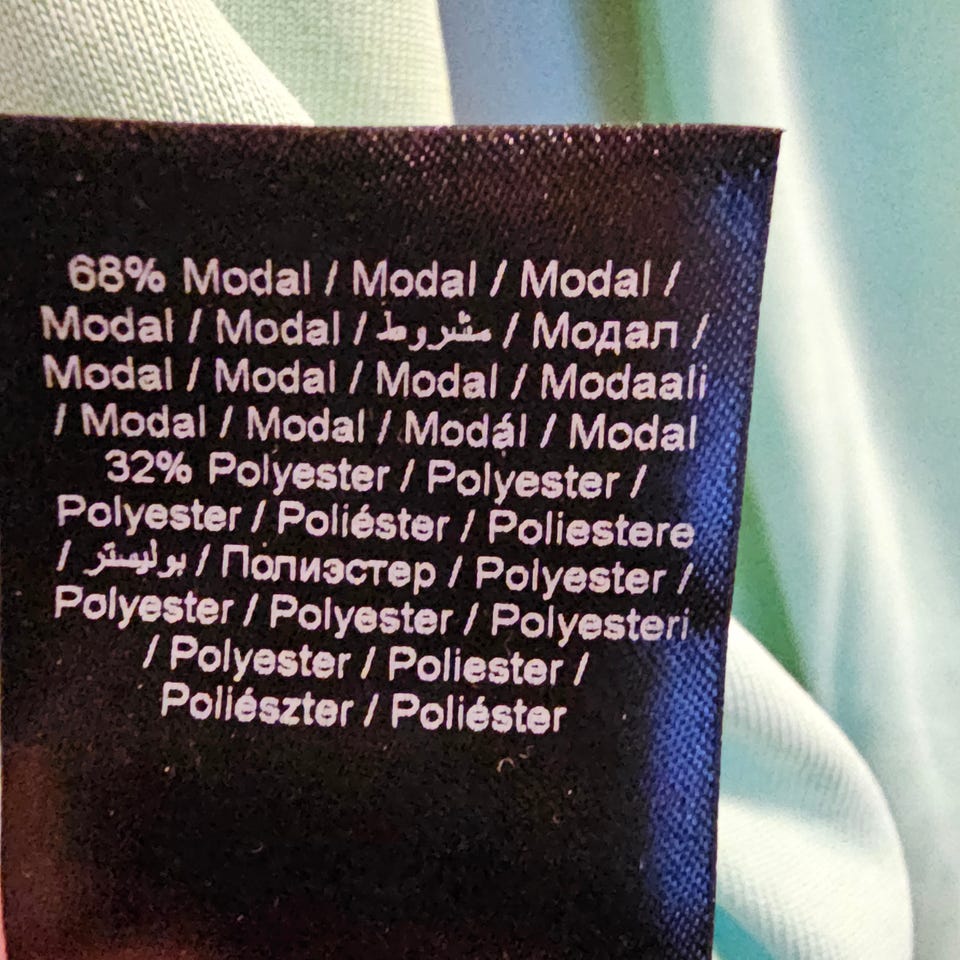 68% Modal / Modal / Modal /
Modal / Modal / مشروط / Модал /
Modal / Modal / Modal / Modaali
/ Modal / Modal / Modál / Modal
32% Polyester / Polyester /
Polyester / Poliéster / Poliestere
/ بوليستر / Полиэстер / Polyester /
Polyester / Polyester / Polyesteri
/ Polyester / Poliester /
Poliészter / Poliéster